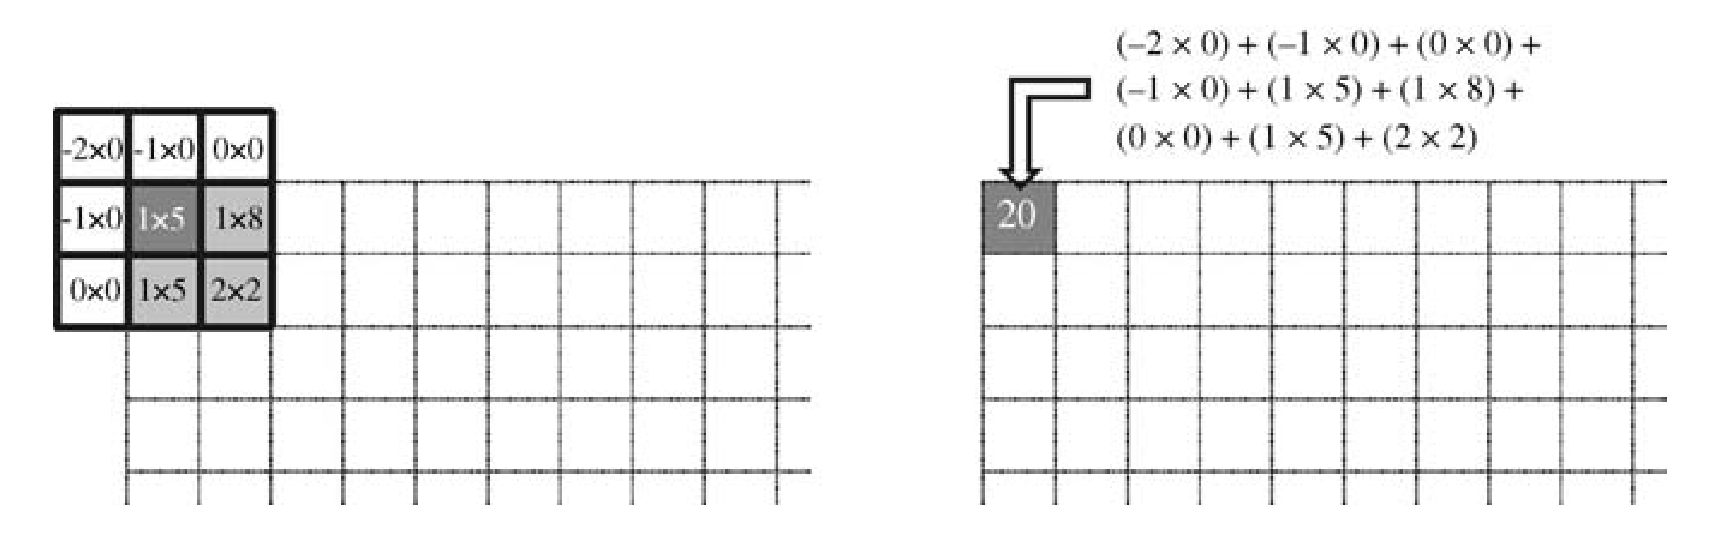 (–2 × 0) + (–1 × 0) + (0 × 0) +
(–1 × 0) + (1 × 5) + (1 × 8) +
(0 × 0) + (1 × 5) + (2 × 2)
-2×0 -1×0 0×0
-1×0 1×5 1×8
0×0 1×5 2×2
20